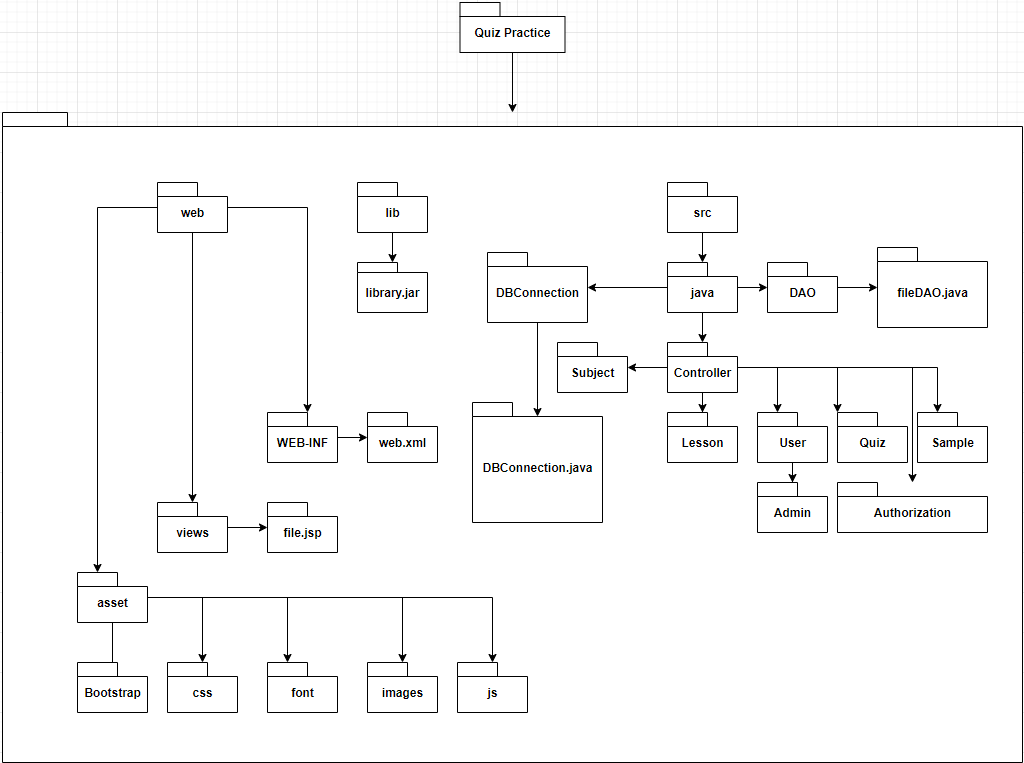 Quiz Practice
web
lib
src
library.jar
DBConnection
java
DAO
fileDAO.java
Subject
Controller
WEB-INF
web.xml
DBConnection.java
Lesson
User
Quiz
Sample
views
file.jsp
Admin
Authorization
asset
Bootstrap
css
font
images
js